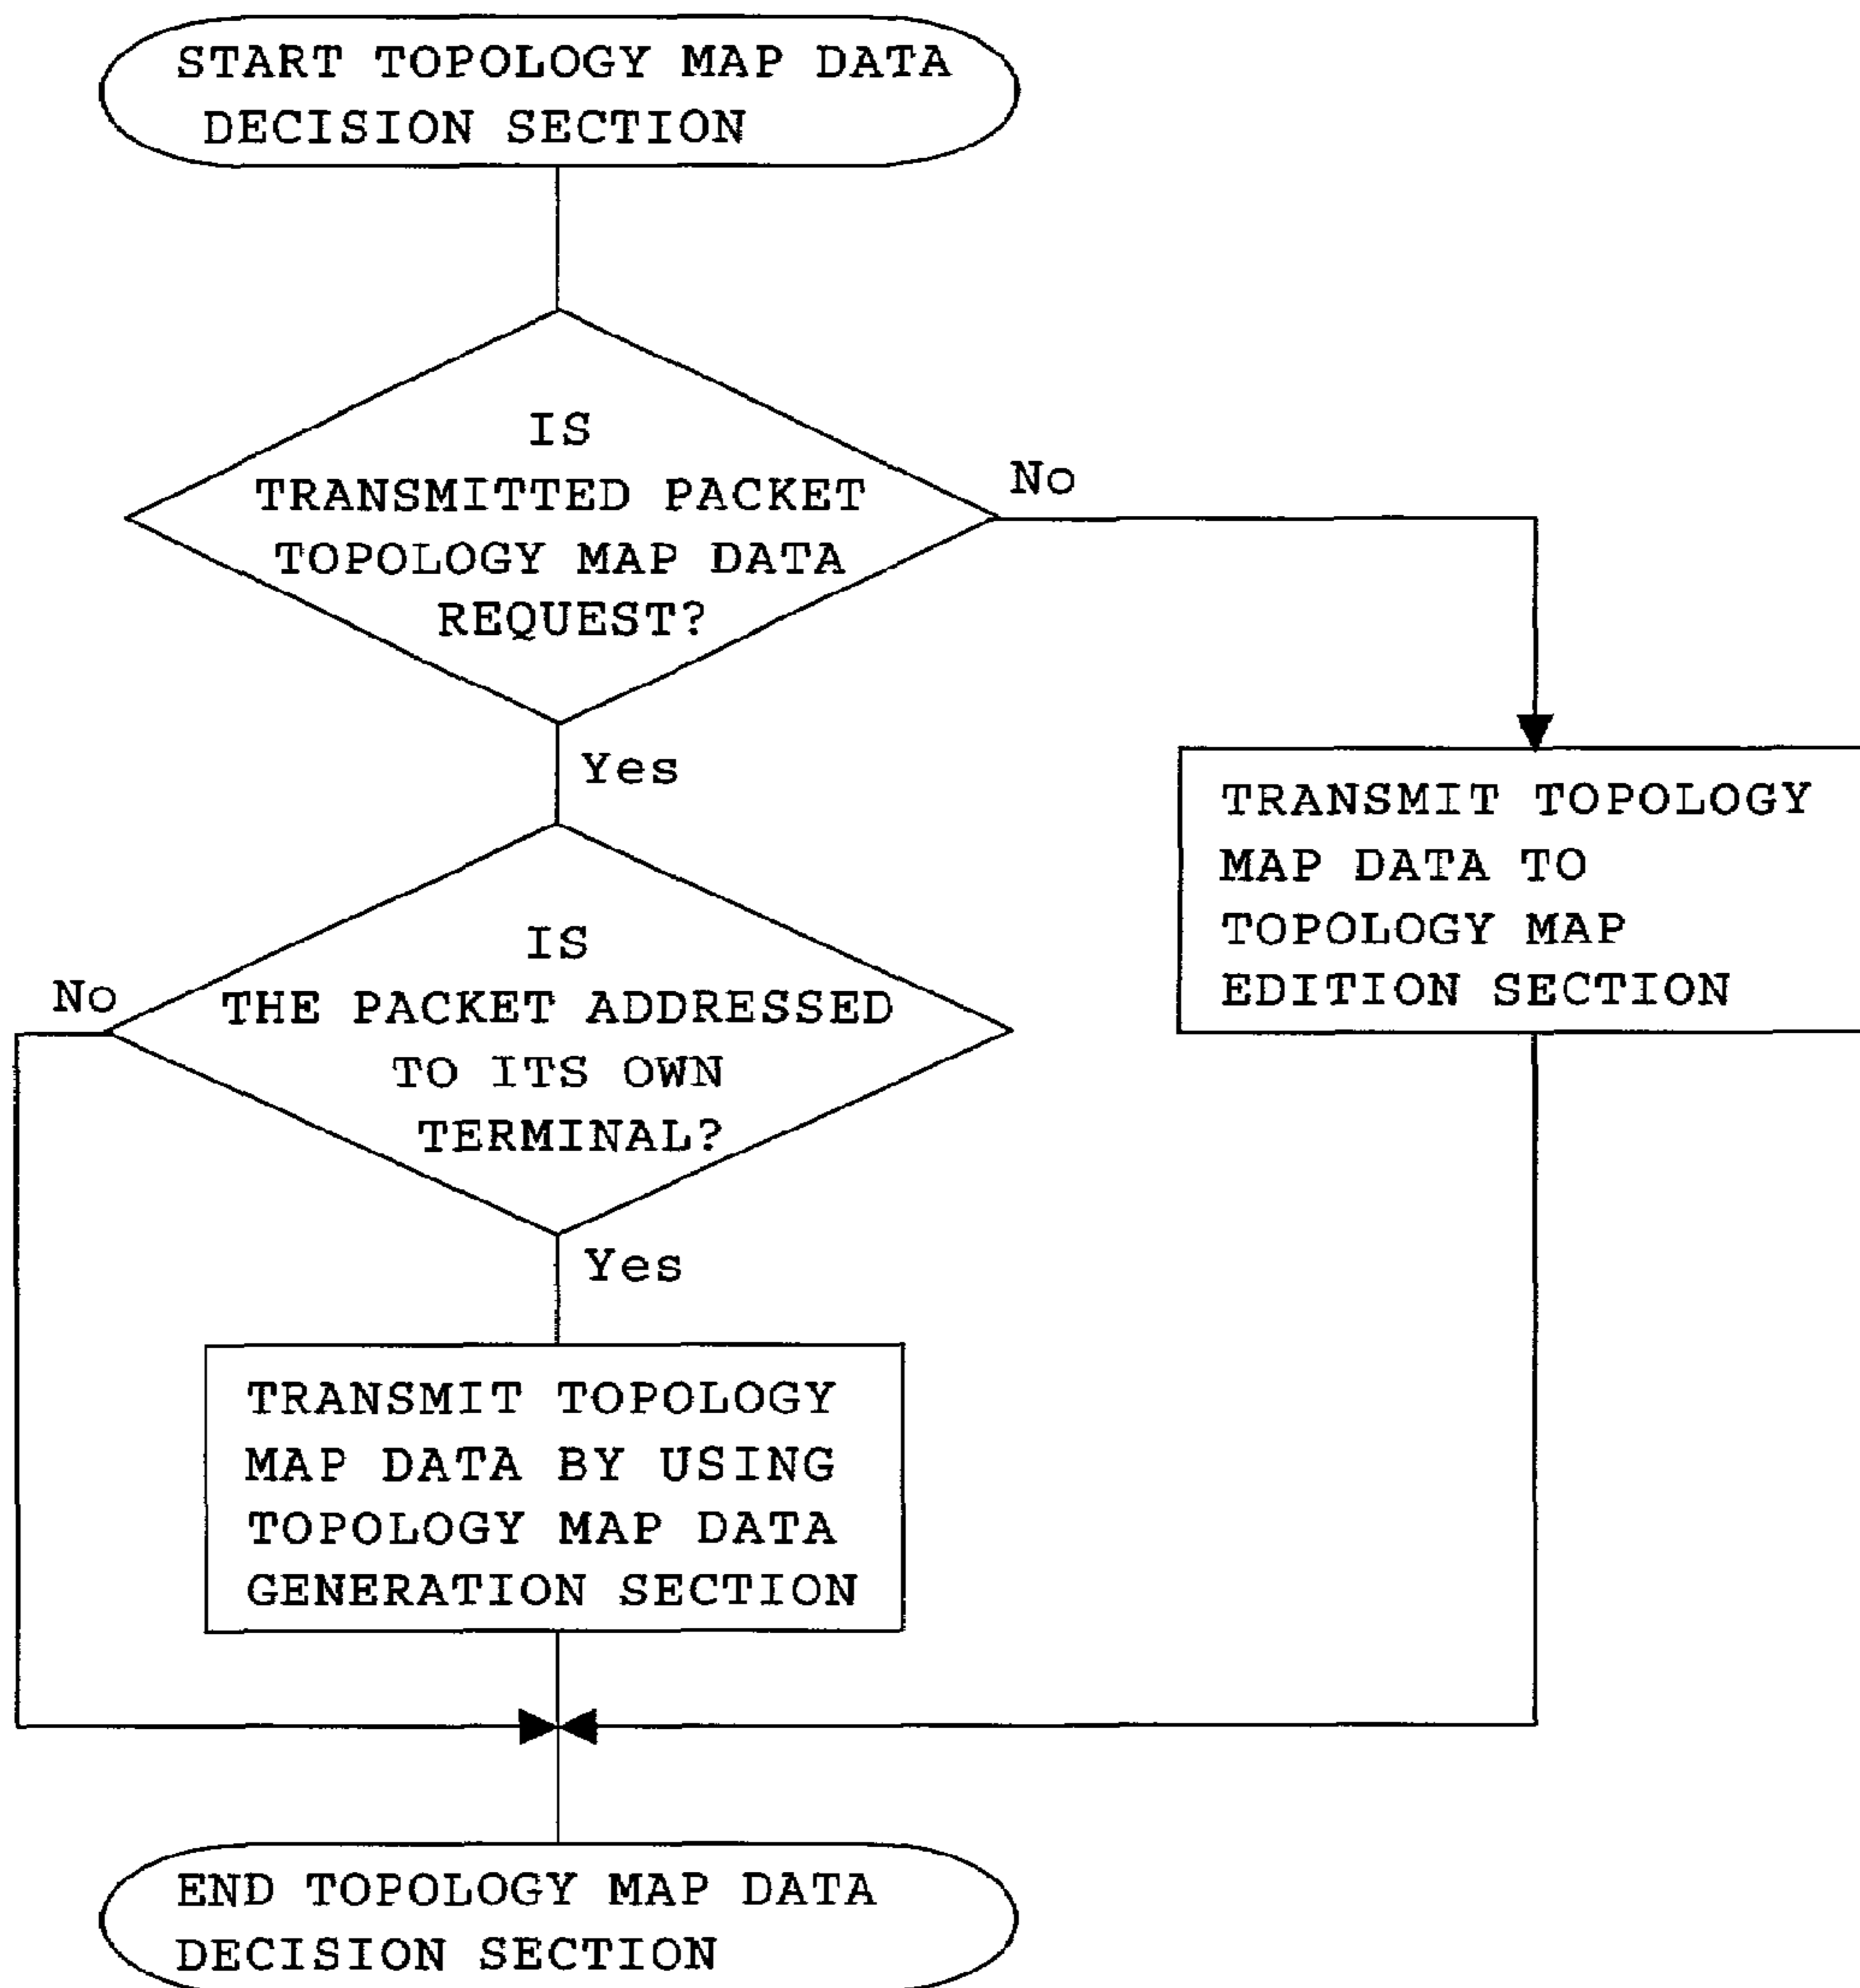 START TOPOLOGY MAP DATA
DECISION SECTION
IS
TRANSMITTED PACKET
TOPOLOGY MAP DATA
REQUEST?
No
Yes
TRANSMIT TOPOLOGY
MAP DATA TO
TOPOLOGY MAP
EDITION SECTION
IS
THE PACKET ADDRESSED
TO ITS OWN
TERMINAL?
No
Yes
TRANSMIT TOPOLOGY
MAP DATA BY USING
TOPOLOGY MAP DATA
GENERATION SECTION
END TOPOLOGY MAP DATA
DECISION SECTION